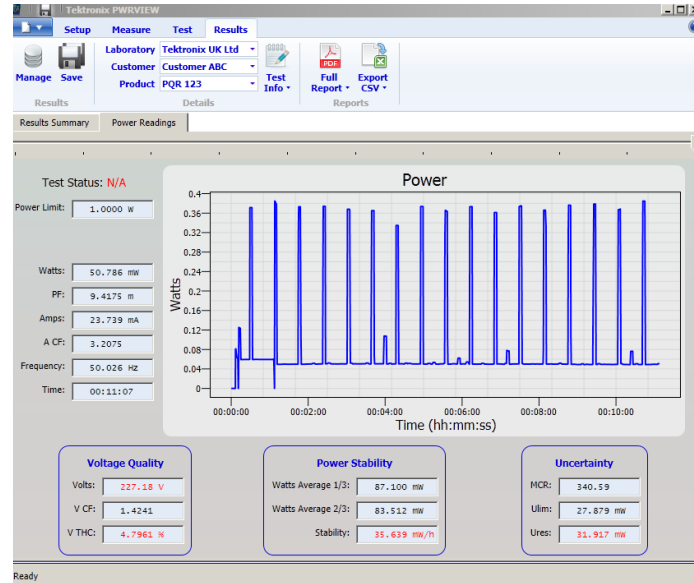 Tektronix PWRVIEW
Setup Measure Test Results
Laboratory Tektronix UK Ltd
Customer Customer ABC
Product PQR 123
Manage Save
Test Info
PDF
Full Report
Export CSV
Results Details Reports
Results Summary Power Readings
Test Status: N/A
Power Limit: 1.0000 W
Watts: 50.786 mW
PF: 9.4175 m
Amps: 23.739 mA
A CF: 3.2075
Frequency: 50.026 Hz
Time: 00:11:07
Power
Watts
0.4
0.36
0.32
0.28
0.24
0.2
0.16
0.12
0.08
0.04
0
00:00:00 00:02:00 00:04:00 00:06:00 00:08:00 00:10:00
Time (hh:mm:ss)
Voltage Quality
Volts: 227.18 V
V CF: 1.4241
V THC: 4.7961 %
Power Stability
Watts Average 1/3: 87.100 mW
Watts Average 2/3: 83.512 mW
Stability: 35.639 mW/h
Uncertainty
MCR: 340.59
Ulim: 27.879 mW
Ures: 31.917 mW
Ready